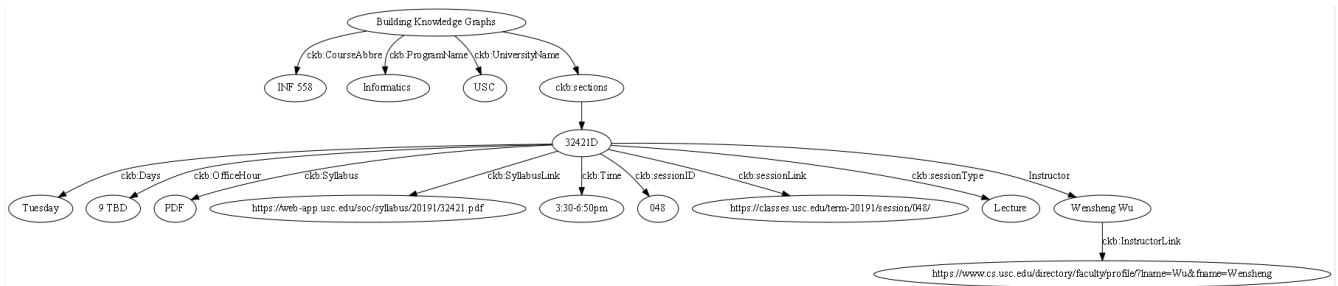 Building Knowledge Graphs
ckb:CourseAbbre ckb:ProgramName ckb:UniversityName
INF 558 Informatics USC ckb:sections
32421D
ckb:Days ckb:OfficeHour ckb:Syllabus ckb:SyllabusLink ckb:Time ckb:sessionID ckb:sessionLink ckb:sessionType Instructor
Tuesday 9 TBD PDF https://web-app.usc.edu/soc/syllabus/20191/32421.pdf 3:30-6:50pm 048 https://classes.usc.edu/term-20191/session/048/ Lecture Wensheng Wu
ckb:InstructorLink
https://www.cs.usc.edu/directory/faculty/profile/?lname=Wu&fname=Wensheng